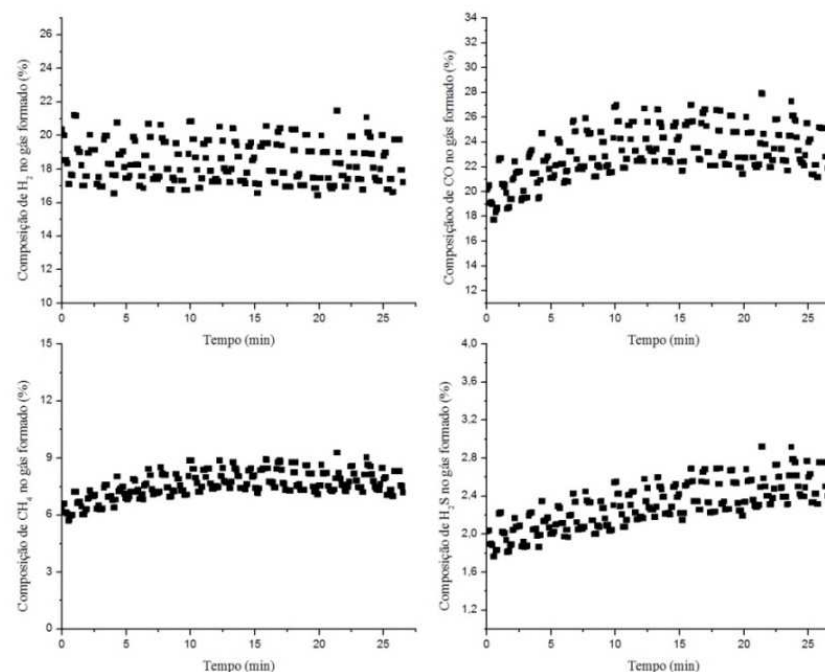 Composição de H₂ no gás formado (%)
26
24
22
20
18
16
14
12
10
0 5 10 15 20 25
Tempo (min)
Composiçãoo de CO no gás formado (%)
34
32
30
28
26
24
22
20
18
16
14
12
0 5 10 15 20 25
Tempo (min)
Composição de CH₄ no gás formado (%)
15
12
9
6
3
0
0 5 10 15 20 25
Tempo (min)
Composição de H₂S no gás formado (%)
4,0
3,6
3,2
2,8
2,4
2,0
1,6
1,2
0 5 10 15 20 25
Tempo (min)